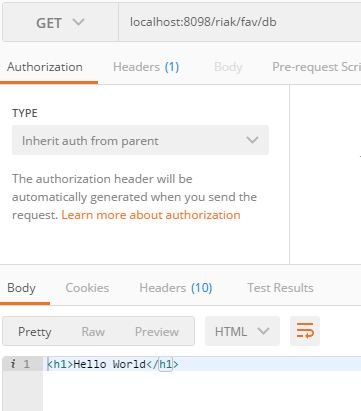 GET localhost:8098/riak/fav/db
Authorization Headers (1) Body Pre-request Scri
TYPE
Inherit auth from parent
The authorization header will be
automatically generated when you send the
request. Learn more about authorization
Body Cookies Headers (10) Test Results
Pretty Raw Preview HTML
i 1 <h1>Hello World</h1>